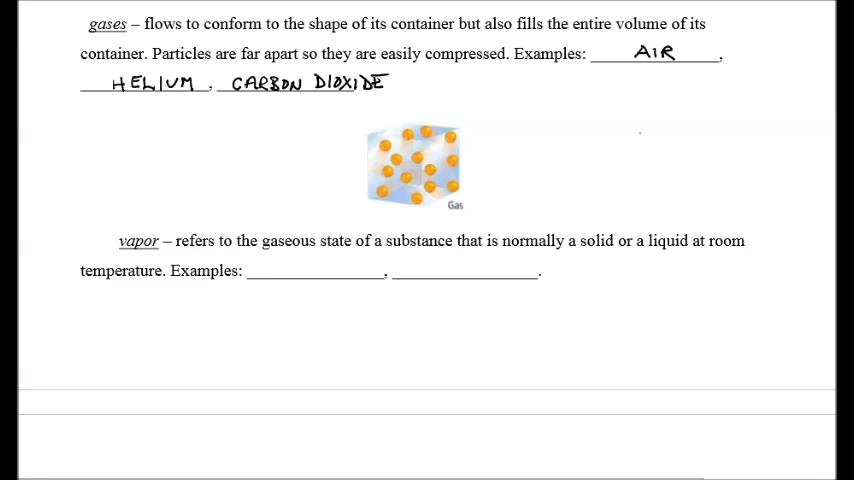 gases – flows to conform to the shape of its container but also fills the entire volume of its
container. Particles are far apart so they are easily compressed. Examples: AIR,
HELIUM, CARBON DIOXIDE
Gas
vapor – refers to the gaseous state of a substance that is normally a solid or a liquid at room
temperature. Examples: ________________, ________________.